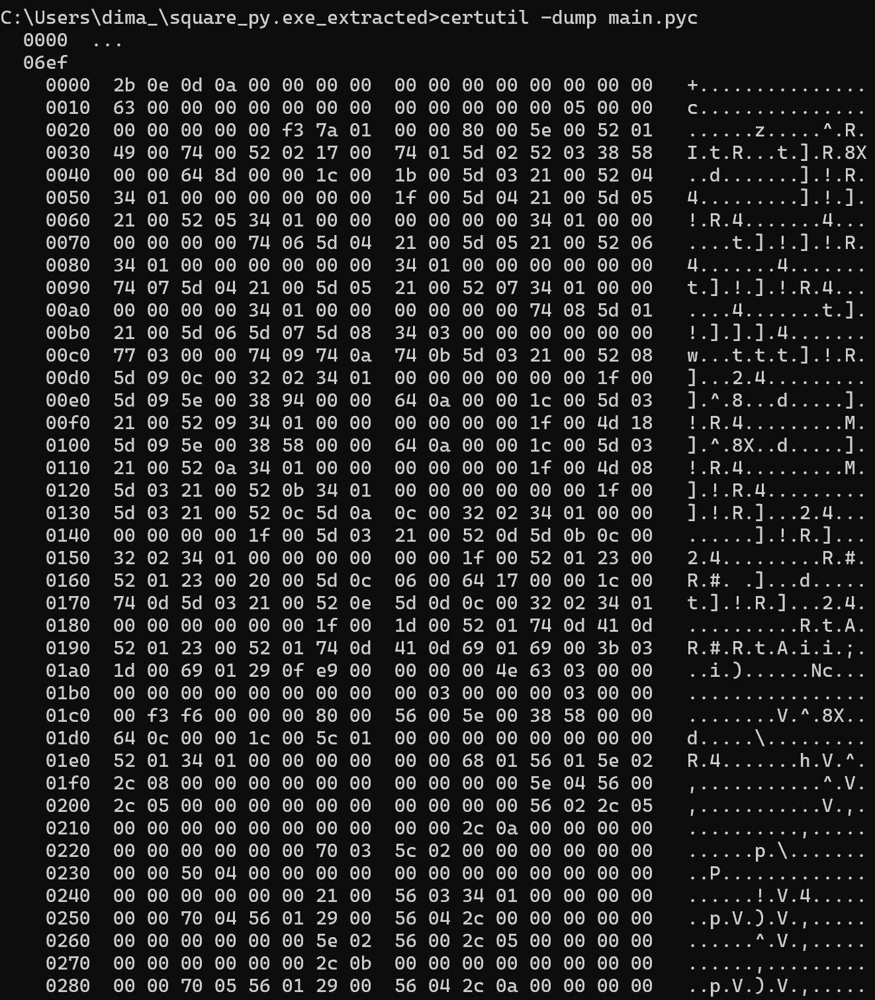 C:\Users\dima_\square_py.exe_extracted>certutil -dump main.pyc
  0000  ...
  06ef
    0000  2b 0e 0d 0a 00 00 00 00  00 00 00 00 00 00 00 00   +...............
    0010  63 00 00 00 00 00 00 00  00 00 00 00 00 05 00 00   c...............
    0020  00 00 00 00 00 f3 7a 01  00 00 80 00 5e 00 52 01   ......z.....^.R.
    0030  49 00 74 00 52 02 17 00  74 01 5d 02 52 03 38 58   I.t.R...t.].R.8X
    0040  00 00 64 8d 00 00 1c 00  1b 00 5d 03 21 00 52 04   ..d.......].!.R.
    0050  34 01 00 00 00 00 00 00  1f 00 5d 04 21 00 5d 05   4.........].!.].
    0060  21 00 52 05 34 01 00 00  00 00 00 00 34 01 00 00   !.R.4.......4...
    0070  00 00 00 00 74 06 5d 04  21 00 5d 05 21 00 52 06   ....t.].!.].!.R.
    0080  34 01 00 00 00 00 00 00  34 01 00 00 00 00 00 00   4.......4.......
    0090  74 07 5d 04 21 00 5d 05  21 00 52 07 34 01 00 00   t.].!.].!.R.4...
    00a0  00 00 00 00 34 01 00 00  00 00 00 00 74 08 5d 01   ....4.......t.].
    00b0  21 00 5d 06 5d 07 5d 08  34 03 00 00 00 00 00 00   !.].].].4.......
    00c0  77 03 00 00 74 09 74 0a  74 0b 5d 03 21 00 52 08   w...t.t.t.].!.R.
    00d0  5d 09 0c 00 32 02 34 01  00 00 00 00 00 00 1f 00   ]...2.4.........
    00e0  5d 09 5e 00 38 94 00 00  64 0a 00 00 1c 00 5d 03   ].^.8...d.....].
    00f0  21 00 52 09 34 01 00 00  00 00 00 00 1f 00 4d 18   !.R.4.........M.
    0100  5d 09 5e 00 38 58 00 00  64 0a 00 00 1c 00 5d 03   ].^.8X..d.....].
    0110  21 00 52 0a 34 01 00 00  00 00 00 00 1f 00 4d 08   !.R.4.........M.
    0120  5d 03 21 00 52 0b 34 01  00 00 00 00 00 00 1f 00   ].!.R.4.........
    0130  5d 03 21 00 52 0c 5d 0a  0c 00 32 02 34 01 00 00   ].!.R.]...2.4...
    0140  00 00 00 00 1f 00 5d 03  21 00 52 0d 5d 0b 0c 00   ......].!.R.]...
    0150  32 02 34 01 00 00 00 00  00 00 1f 00 52 01 23 00   2.4.........R.#.
    0160  52 01 23 00 20 00 5d 0c  06 00 64 17 00 00 1c 00   R.#. .]...d.....
    0170  74 0d 5d 03 21 00 52 0e  5d 0d 0c 00 32 02 34 01   t.].!.R.]...2.4.
    0180  00 00 00 00 00 00 1f 00  1d 00 52 01 74 0d 41 0d   ..........R.t.A.
    0190  52 01 23 00 52 01 74 0d  41 0d 69 01 69 00 3b 03   R.#.R.t.A.i.i.;.
    01a0  1d 00 69 01 29 0f e9 00  00 00 00 4e 63 03 00 00   ..i.)......Nc...
    01b0  00 00 00 00 00 00 00 00  00 03 00 00 00 03 00 00   ................
    01c0  00 f3 f6 00 00 00 80 00  56 00 5e 00 38 58 00 00   ........V.^.8X..
    01d0  64 0c 00 00 1c 00 5c 01  00 00 00 00 00 00 00 00   d.....\.........
    01e0  52 01 34 01 00 00 00 00  00 00 68 01 56 01 5e 02   R.4.......h.V.^.
    01f0  2c 08 00 00 00 00 00 00  00 00 00 00 5e 04 56 00   ,...........^.V.
    0200  2c 05 00 00 00 00 00 00  00 00 00 00 56 02 2c 05   ,...........V.,.
    0210  00 00 00 00 00 00 00 00  00 00 2c 0a 00 00 00 00   ..........,.....
    0220  00 00 00 00 00 00 70 03  5c 02 00 00 00 00 00 00   ......p.\.......
    0230  00 00 50 04 00 00 00 00  00 00 00 00 00 00 00 00   ..P.............
    0240  00 00 00 00 00 00 21 00  56 03 34 01 00 00 00 00   ......!.V.4.....
    0250  00 00 70 04 56 01 29 00  56 04 2c 00 00 00 00 00   ..p.V.).V.,.....
    0260  00 00 00 00 00 00 5e 02  56 00 2c 05 00 00 00 00   ......^.V.,.....
    0270  00 00 00 00 00 00 2c 0b  00 00 00 00 00 00 00 00   ......,.........
    0280  00 00 70 05 56 01 29 00  56 04 2c 0a 00 00 00 00   ..p.V.).V.,.....